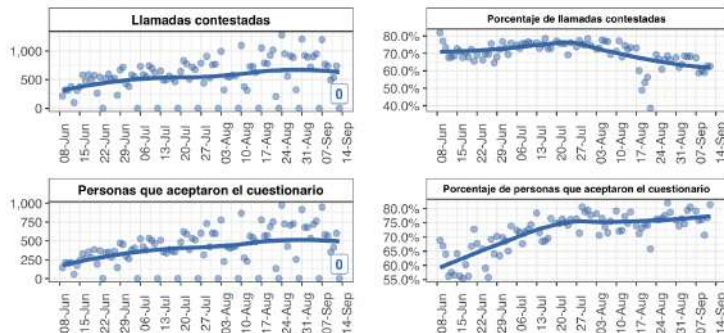 Llamadas contestadas
1,000
500
0
0
08-Jun
15-Jun
22-Jun
29-Jun
06-Jul
13-Jul
20-Jul
27-Jul
03-Aug
10-Aug
17-Aug
24-Aug
31-Aug
07-Sep
14-Sep
Porcentaje de llamadas contestadas
80.0%
70.0%
60.0%
50.0%
40.0%
08-Jun
15-Jun
22-Jun
29-Jun
06-Jul
13-Jul
20-Jul
27-Jul
03-Aug
10-Aug
17-Aug
24-Aug
31-Aug
07-Sep
14-Sep
Personas que aceptaron el cuestionario
1,000
750
500
250
0
0
08-Jun
15-Jun
22-Jun
29-Jun
06-Jul
13-Jul
20-Jul
27-Jul
03-Aug
10-Aug
17-Aug
24-Aug
31-Aug
07-Sep
14-Sep
Porcentaje de personas que aceptaron el cuestionario
80.0%
75.0%
70.0%
65.0%
60.0%
55.0%
08-Jun
15-Jun
22-Jun
29-Jun
06-Jul
13-Jul
20-Jul
27-Jul
03-Aug
10-Aug
17-Aug
24-Aug
31-Aug
07-Sep
14-Sep